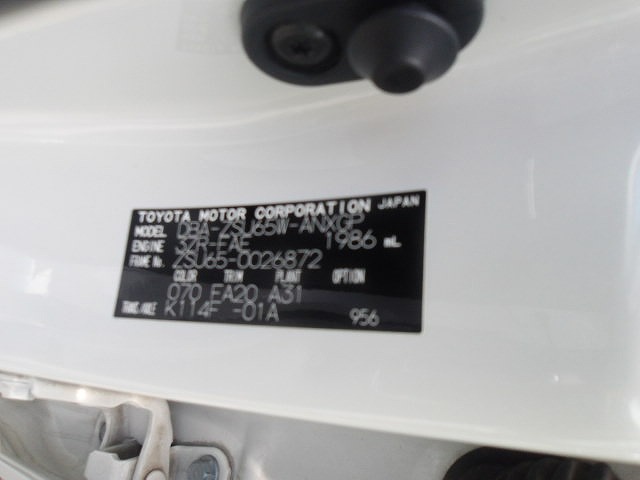 TOYOTA MOTOR CORPORATION JAPAN
MODEL DBA-ZSU65W-ANXGP
ENGINE 3ZR-FAE 1986 mL
FRAME No. ZSU65-0026872
COLOR TRIM PLANT OPTION
070 EA20 A31
TRANS./AXLE K114F -01A 956